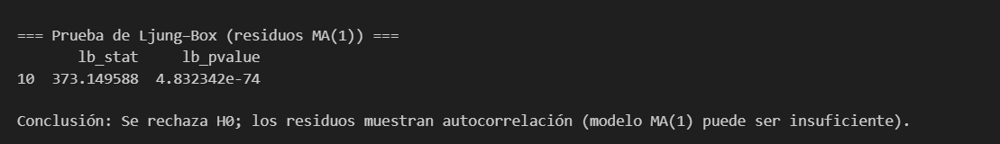 === Prueba de Ljung–Box (residuos MA(1)) ===
lb_stat lb_pvalue
10 373.149588 4.832342e-74
Conclusión: Se rechaza H0; los residuos muestran autocorrelación (modelo MA(1) puede ser insuficiente).